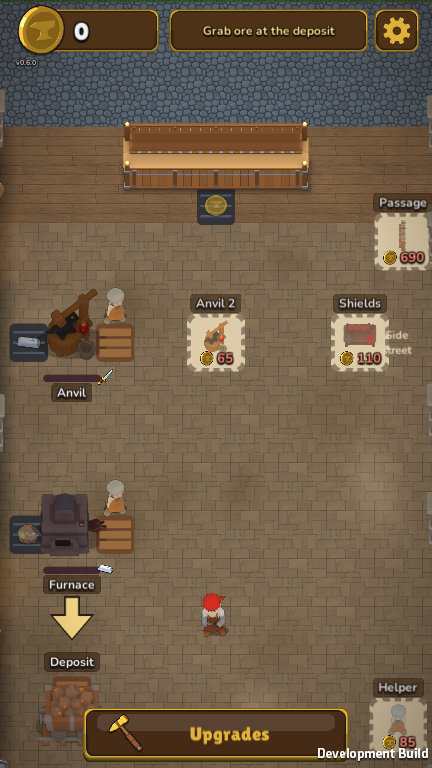 0
Grab ore at the deposit
v0.6.0
Passage
690
Anvil 2
Shields
65
110
Side
street
Anvil
Furnace
Deposit
Helper
Upgrades
85
Development Build